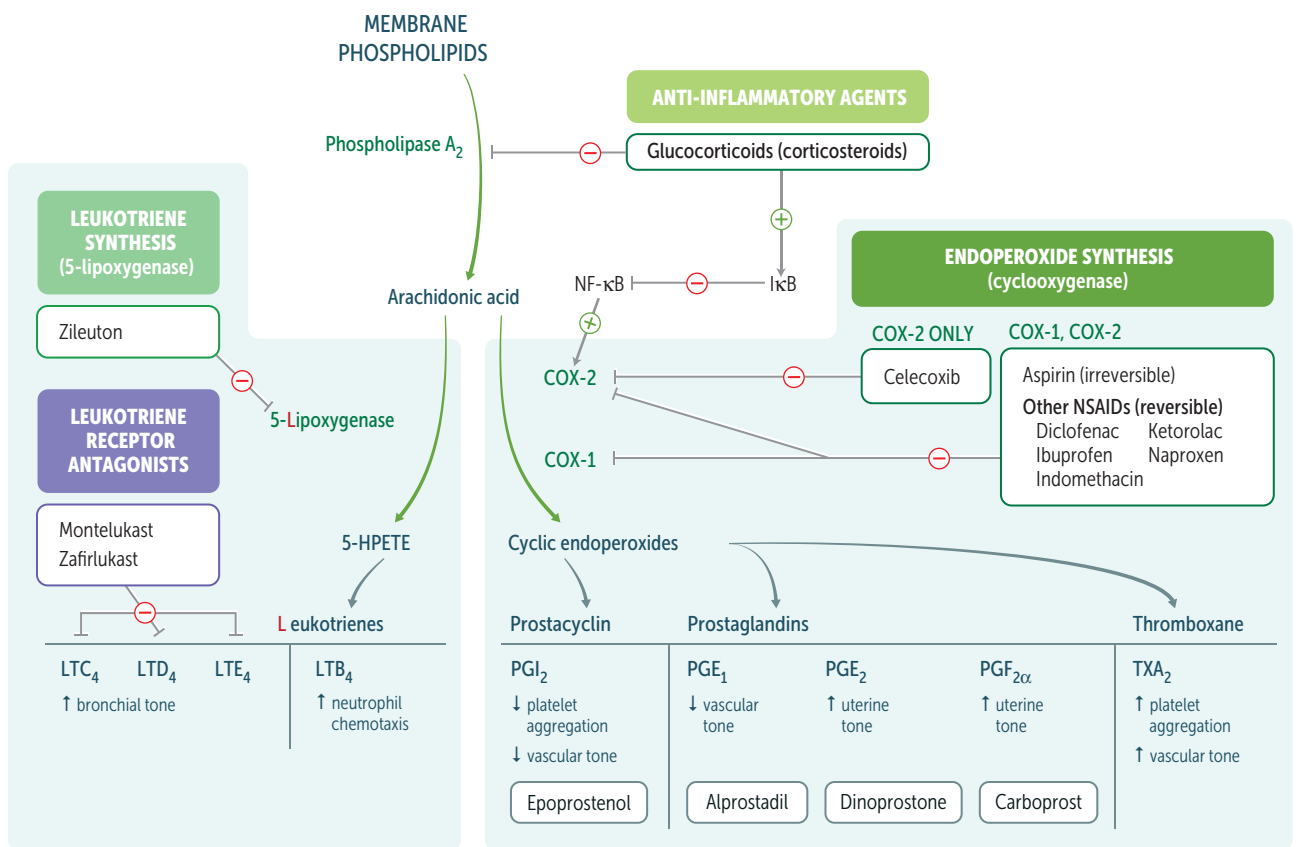 MEMBRANE
PHOSPHOLIPIDS
ANTI-INFLAMMATORY AGENTS
Phospholipase A₂
Glucocorticoids (corticosteroids)
LEUKOTRIENE
SYNTHESIS
(5-lipoxygenase)
Zileuton
ENDOPEROXIDE SYNTHESIS
(cyclooxygenase)
NF-κB
IκB
Arachidonic acid
COX-2 ONLY
Celecoxib
COX-1, COX-2
Aspirin (irreversible)
Other NSAIDs (reversible)
Diclofenac Ketorolac
Ibuprofen Naproxen
Indomethacin
COX-2
COX-1
LEUKOTRIENE
RECEPTOR
ANTAGONISTS
5-Lipoxygenase
Montelukast
Zafirlukast
5-HPETE
Cyclic endoperoxides
L eukotrienes
Prostacyclin
Prostaglandins
Thromboxane
LTC₄ LTD₄ LTE₄
↑ bronchial tone
LTB₄
↑ neutrophil
chemotaxis
PGI₂
↓ platelet
aggregation
↓ vascular tone
Epoprostenol
PGE₁
↓ vascular
tone
Alprostadil
PGE₂
↑ uterine
tone
Dinoprostone
PGF₂α
↑ uterine
tone
Carboprost
TXA₂
↑ platelet
aggregation
↑ vascular tone